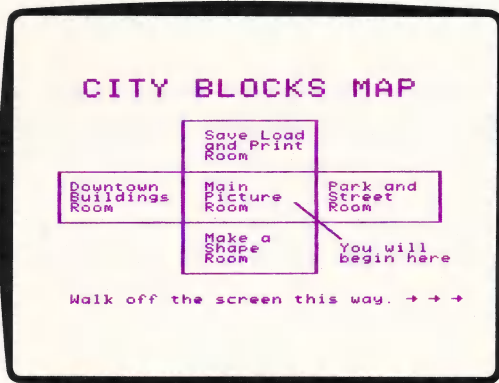 CITY BLOCKS MAP
Save Load
and Print
Room
Downtown
Buildings
Room
Main
Picture
Room
Park and
Street
Room
Make a
Shape
Room
You will
begin here
Walk off the screen this way. → → →